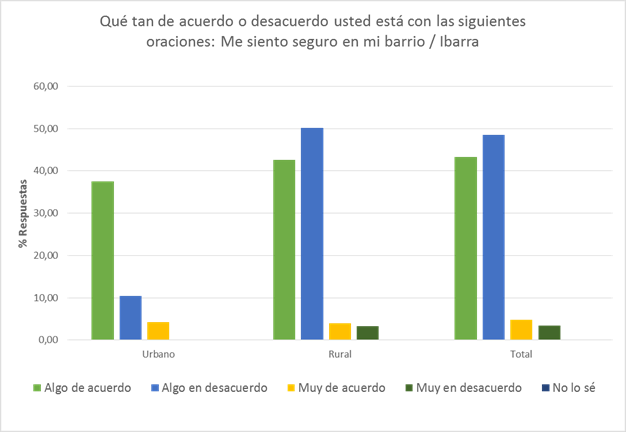 Qué tan de acuerdo o desacuerdo usted está con las siguientes
oraciones: Me siento seguro en mi barrio / Ibarra
60,00
50,00
40,00
30,00
20,00
10,00
0,00
% Respuestas
Urbano Rural Total
Algo de acuerdo Algo en desacuerdo Muy de acuerdo Muy en desacuerdo No lo sé